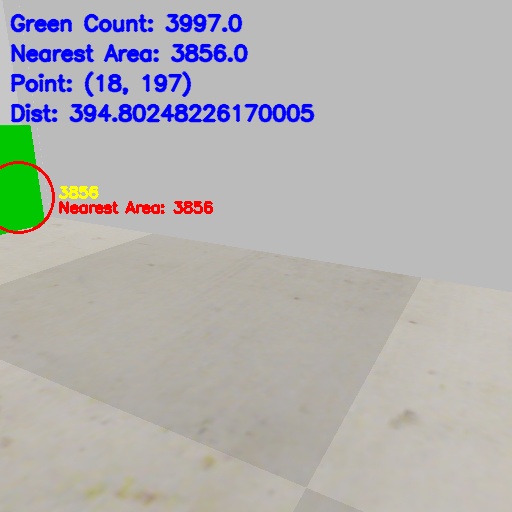 Green Count: 3997.0
Nearest Area: 3856.0
Point: (18, 197)
Dist: 394.80248226170005
3856
Nearest Area: 3856